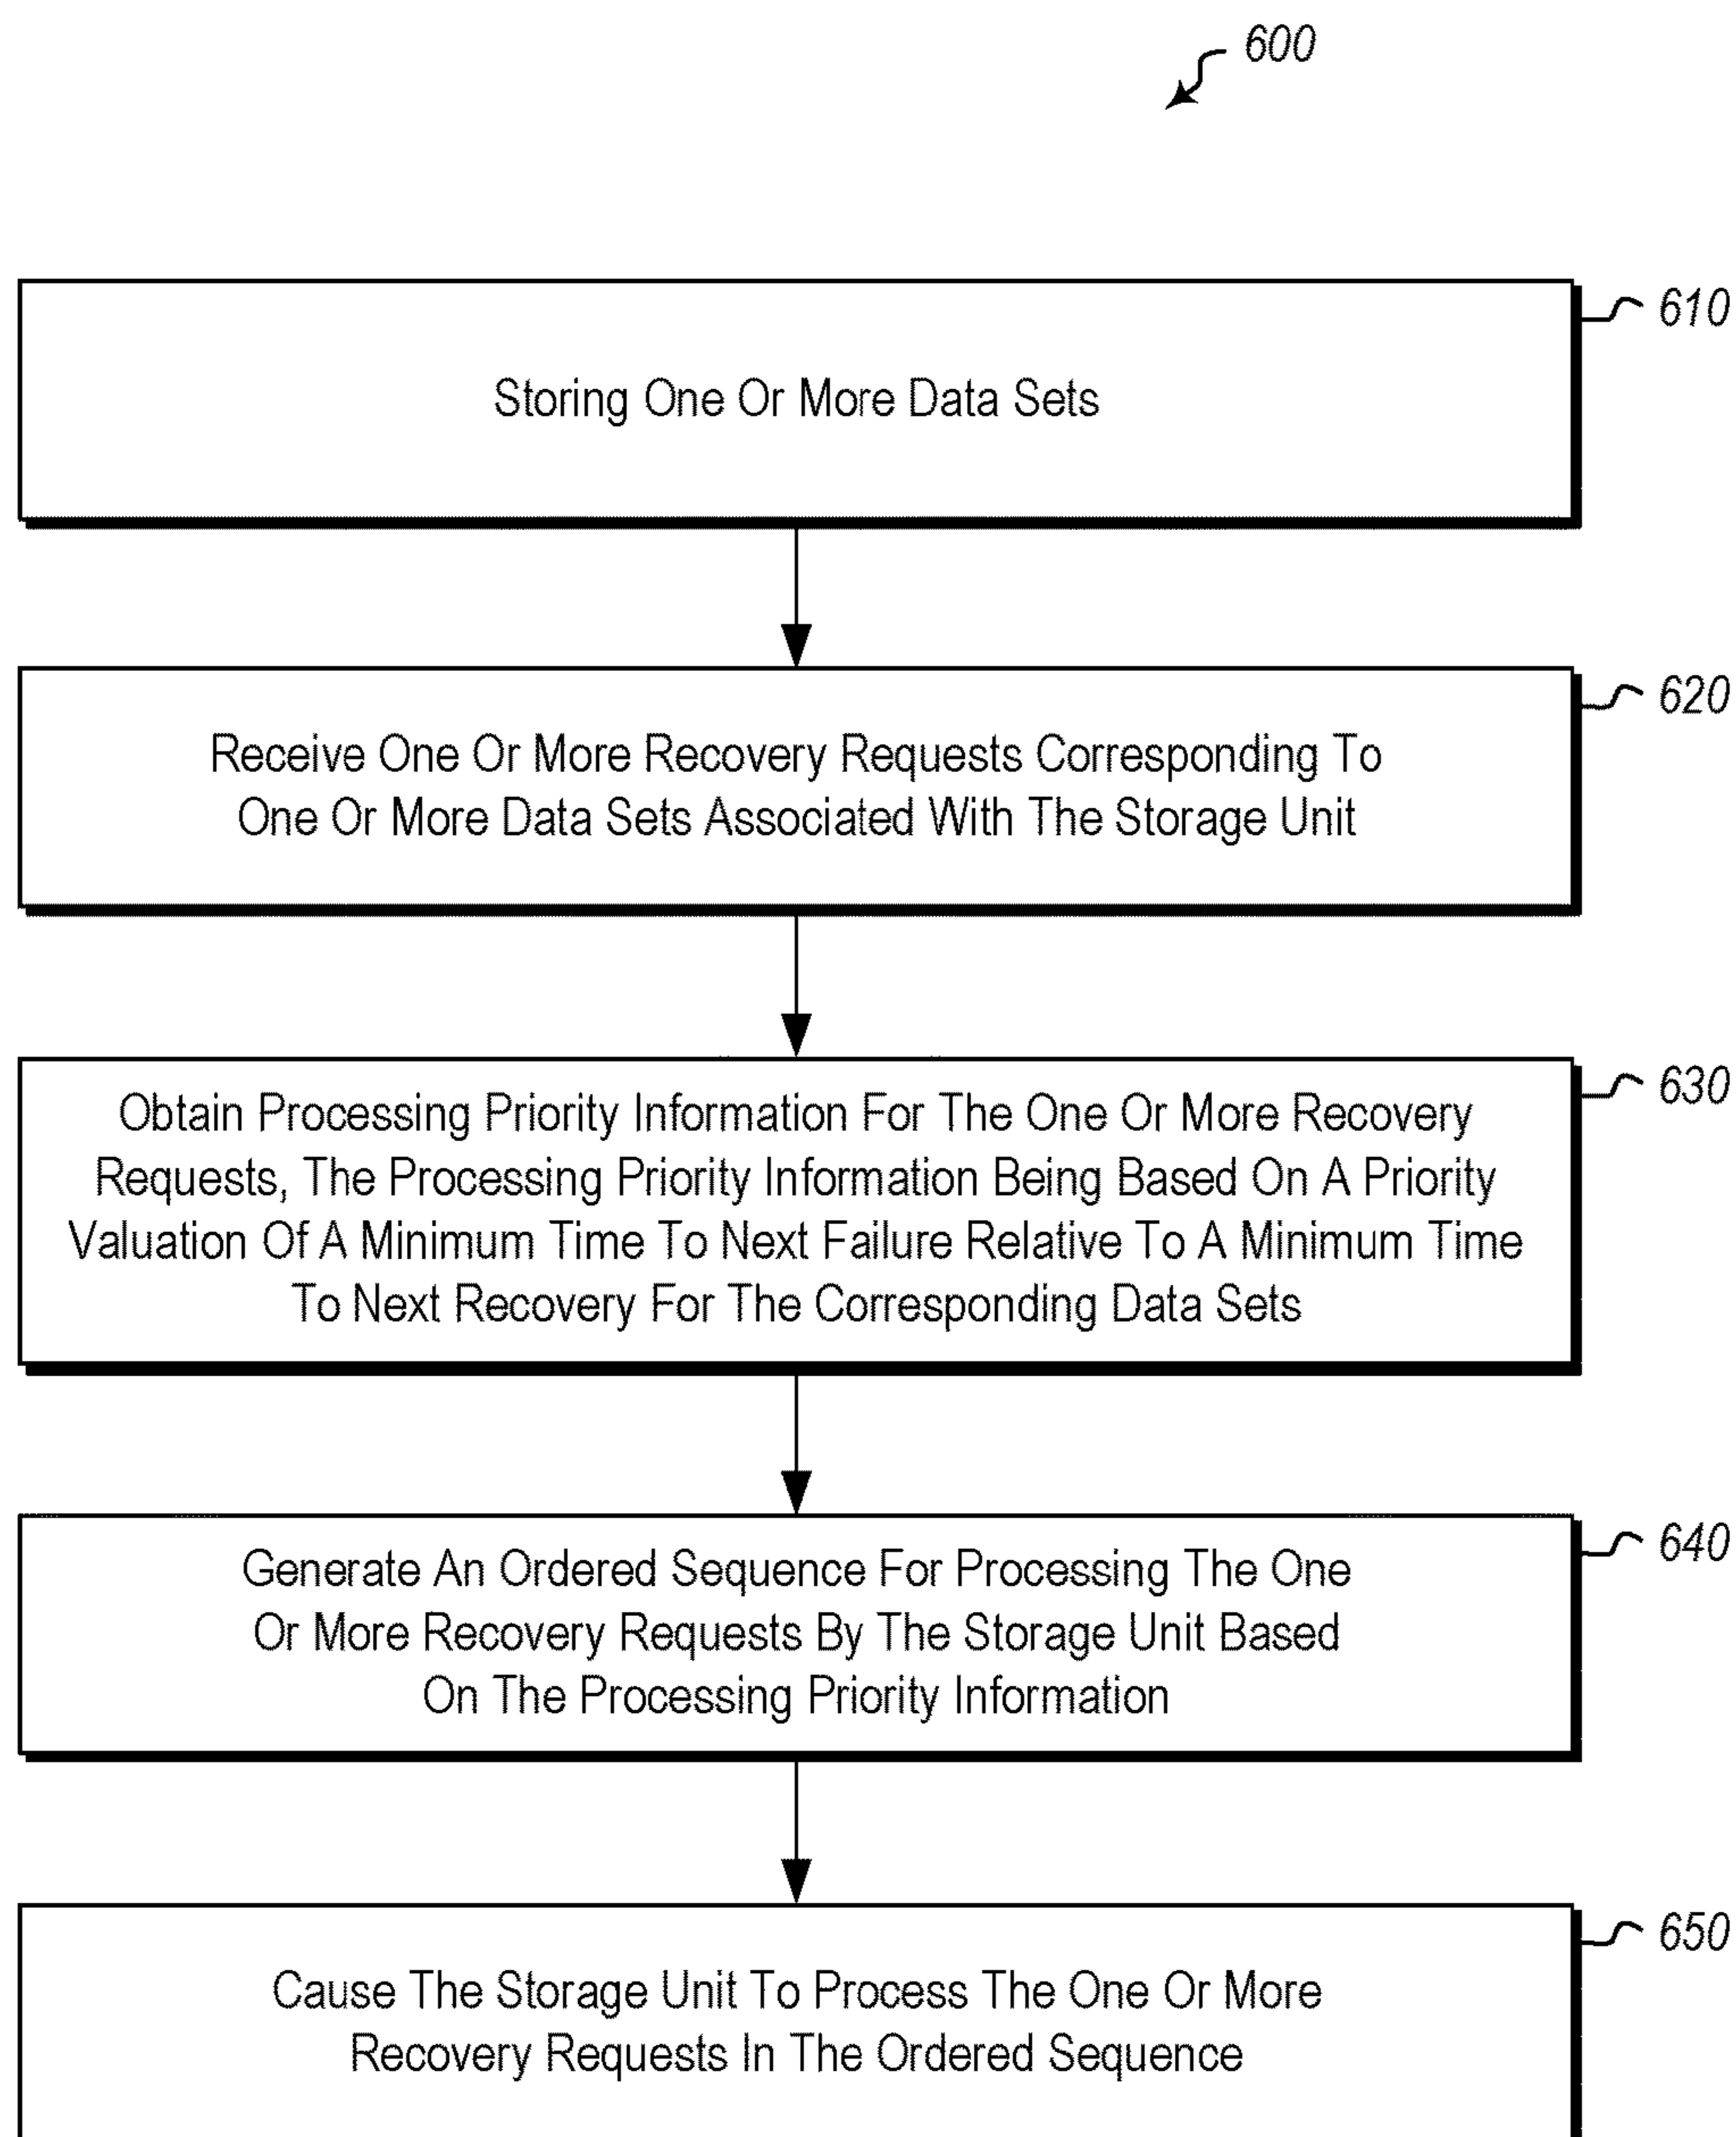 600
610
Storing One Or More Data Sets
620
Receive One Or More Recovery Requests Corresponding To
One Or More Data Sets Associated With The Storage Unit
630
Obtain Processing Priority Information For The One Or More Recovery
Requests, The Processing Priority Information Being Based On A Priority
Valuation Of A Minimum Time To Next Failure Relative To A Minimum Time
To Next Recovery For The Corresponding Data Sets
640
Generate An Ordered Sequence For Processing The One
Or More Recovery Requests By The Storage Unit Based
On The Processing Priority Information
650
Cause The Storage Unit To Process The One Or More
Recovery Requests In The Ordered Sequence